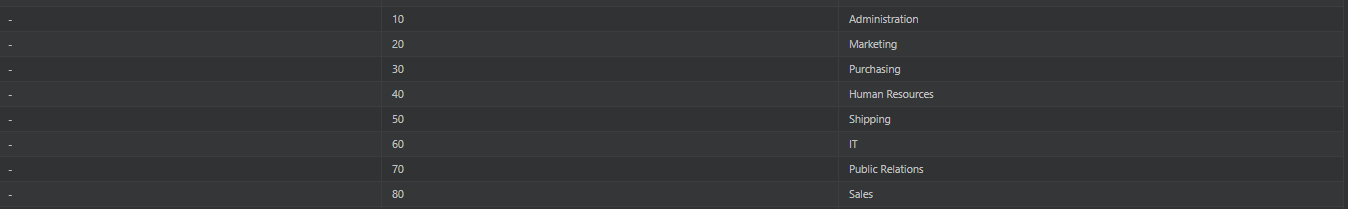 - 10 Administration
- 20 Marketing
- 30 Purchasing
- 40 Human Resources
- 50 Shipping
- 60 IT
- 70 Public Relations
- 80 Sales